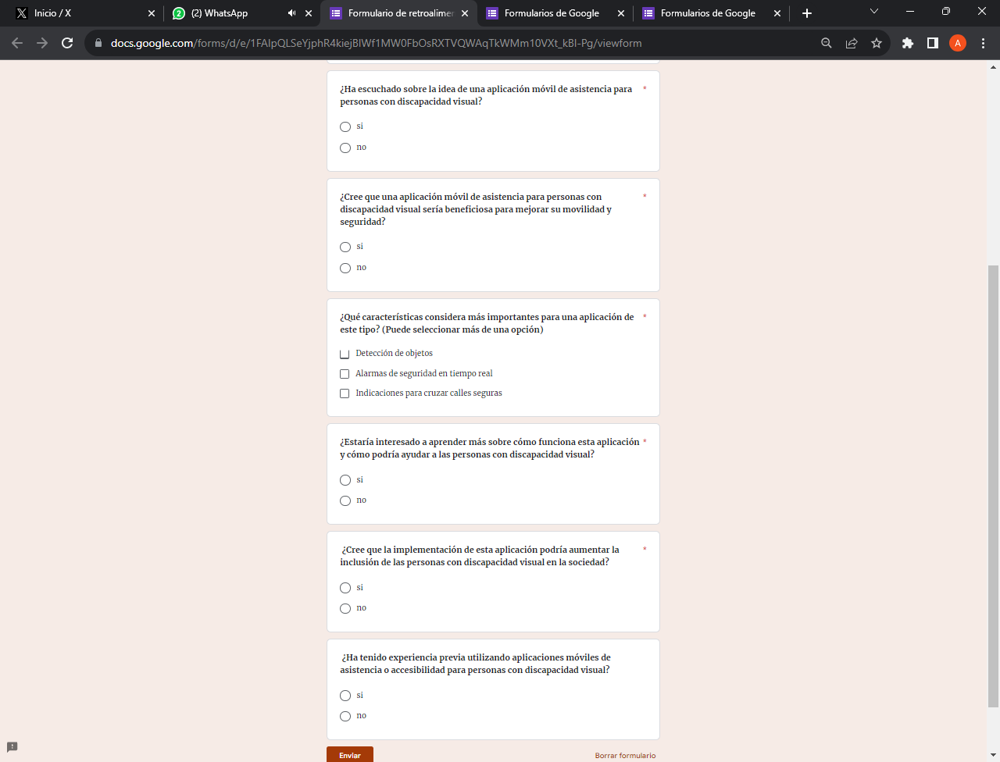 Inicio / X
2
(2) WhatsApp
Formulario de retroalimer
Formularios de Google
Formularios de Google
docs.google.com/forms/d/e/1FAIpQLSeYjphR4kiejBlWf1MW0FbOsRXTVQWAqTkWMm10VXt_kBl-Pg/viewform
A
¿Ha escuchado sobre la idea de una aplicación móvil de asistencia para *
personas con discapacidad visual?
si
no
¿Cree que una aplicación móvil de asistencia para personas con *
discapacidad visual sería beneficiosa para mejorar su movilidad y
seguridad?
si
no
¿Qué características considera más importantes para una aplicación de *
este tipo? (Puede seleccionar más de una opción)
Detección de objetos
Alarmas de seguridad en tiempo real
Indicaciones para cruzar calles seguras
¿Estaría interesado a aprender más sobre cómo funciona esta aplicación *
y cómo podría ayudar a las personas con discapacidad visual?
si
no
¿Cree que la implementación de esta aplicación podría aumentar la *
inclusión de las personas con discapacidad visual en la sociedad?
si
no
¿Ha tenido experiencia previa utilizando aplicaciones móviles de
asistencia o accesibilidad para personas con discapacidad visual?
si
no
Enviar
Borrar formulario